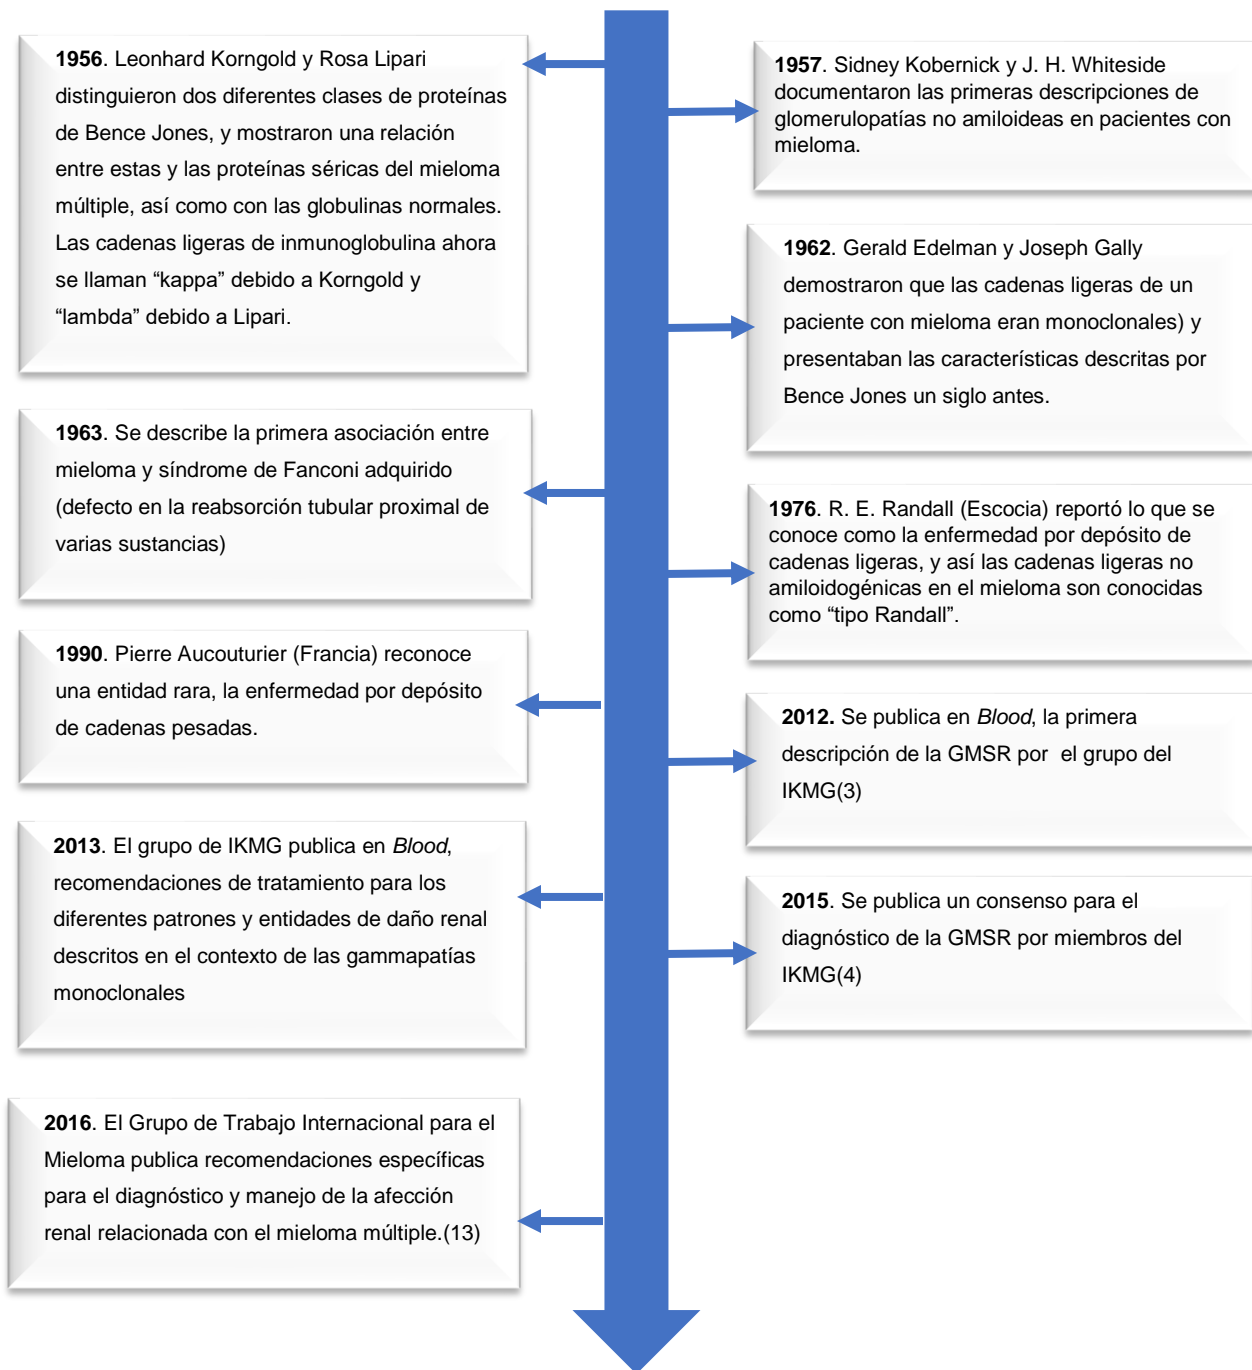 1956. Leonhard Korngold y Rosa Lipari
distinguieron dos diferentes clases de proteínas
de Bence Jones, y mostraron una relación
entre estas y las proteínas séricas del mieloma
múltiple, así como con las globulinas normales.
Las cadenas ligeras de inmunoglobulina ahora
se llaman “kappa” debido a Korngold y
“lambda” debido a Lipari.
1957. Sidney Kobernick y J. H. Whiteside
documentaron las primeras descripciones de
glomerulopatías no amiloideas en pacientes con
mieloma.
1962. Gerald Edelman y Joseph Gally
demostraron que las cadenas ligeras de un
paciente con mieloma eran monoclonales) y
presentaban las características descritas por
Bence Jones un siglo antes.
1963. Se describe la primera asociación entre
mieloma y síndrome de Fanconi adquirido
(defecto en la reabsorción tubular proximal de
varias sustancias)
1976. R. E. Randall (Escocia) reportó lo que se
conoce como la enfermedad por depósito de
cadenas ligeras, y así las cadenas ligeras no
amiloidogénicas en el mieloma son conocidas
como “tipo Randall”.
1990. Pierre Aucouturier (Francia) reconoce
una entidad rara, la enfermedad por depósito
de cadenas pesadas.
2012. Se publica en Blood, la primera
descripción de la GMSR por el grupo del
IKMG(3)
2013. El grupo de IKMG publica en Blood,
recomendaciones de tratamiento para los
diferentes patrones y entidades de daño renal
descritos en el contexto de las gammapatías
monoclonales
2015. Se publica un consenso para el
diagnóstico de la GMSR por miembros del
IKMG(4)
2016. El Grupo de Trabajo Internacional para el
Mieloma publica recomendaciones específicas
para el diagnóstico y manejo de la afección
renal relacionada con el mieloma múltiple.(13)